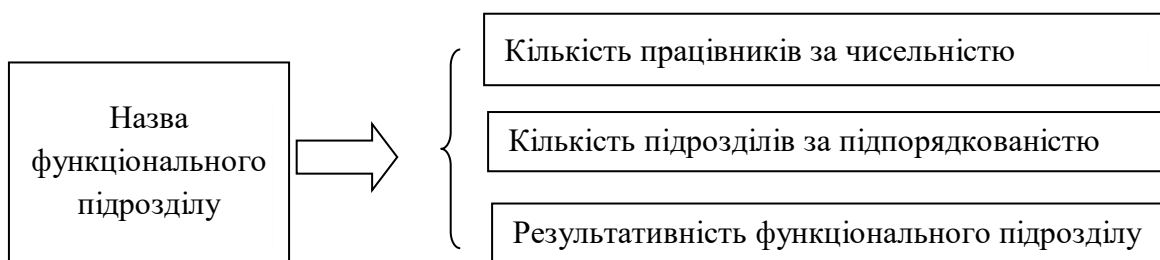 Назва
функціонального
підрозділу
Кількість працівників за чисельністю
Кількість підрозділів за підпорядкованістю
Результативність функціонального підрозділу